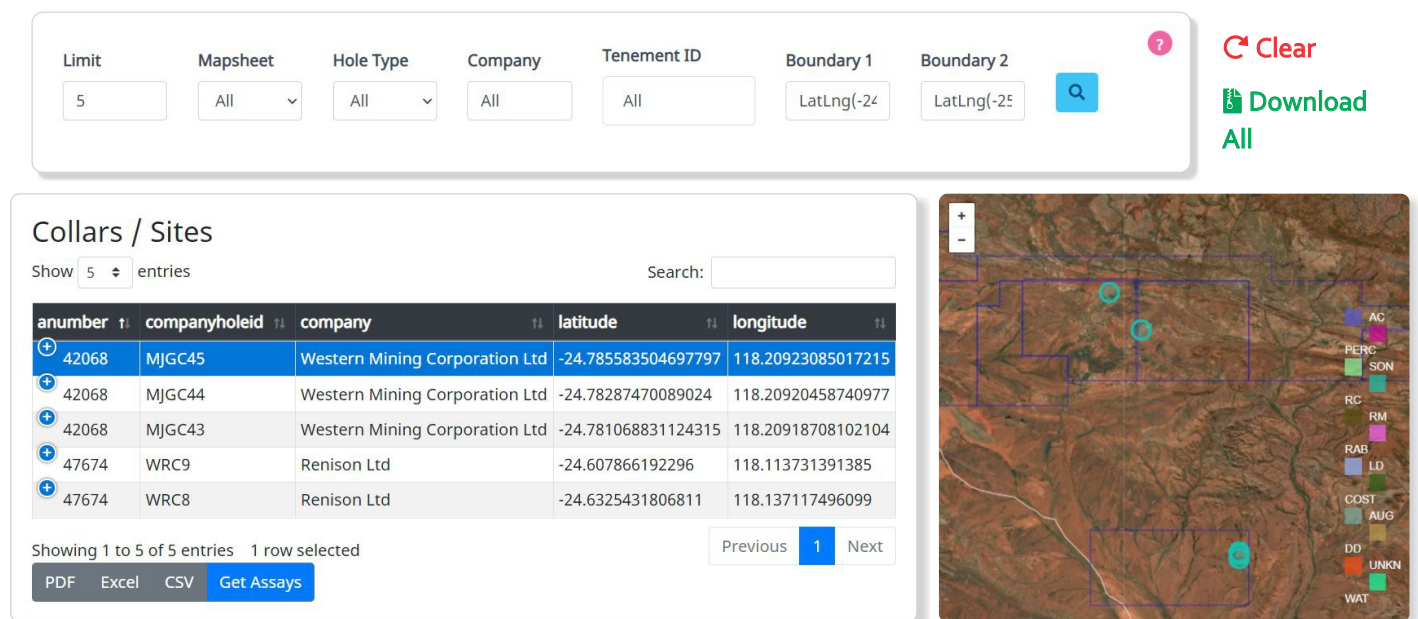 Limit Mapsheet Hole Type Company Tenement ID Boundary 1 Boundary 2
5 All All All All LatLng(-24 LatLng(-25
?
Clear
Download
All
Collars / Sites
Show 5 entries Search:
anumber companyholeid company latitude longitude
42068 MJGC45 Western Mining Corporation Ltd -24.785583504697797 118.20923085017215
42068 MJGC44 Western Mining Corporation Ltd -24.78287470089024 118.20920458740977
42068 MJGC43 Western Mining Corporation Ltd -24.781068831124315 118.20918708102104
47674 WRC9 Renison Ltd -24.607866192296 118.113731391385
47674 WRC8 Renison Ltd -24.6325431806811 118.137117496099
Showing 1 to 5 of 5 entries 1 row selected
Previous 1 Next
PDF Excel CSV Get Assays
+
−
AC
PERC
SON
RC
RM
RAB
LD
COST
AUG
DD
UNKN
WAT